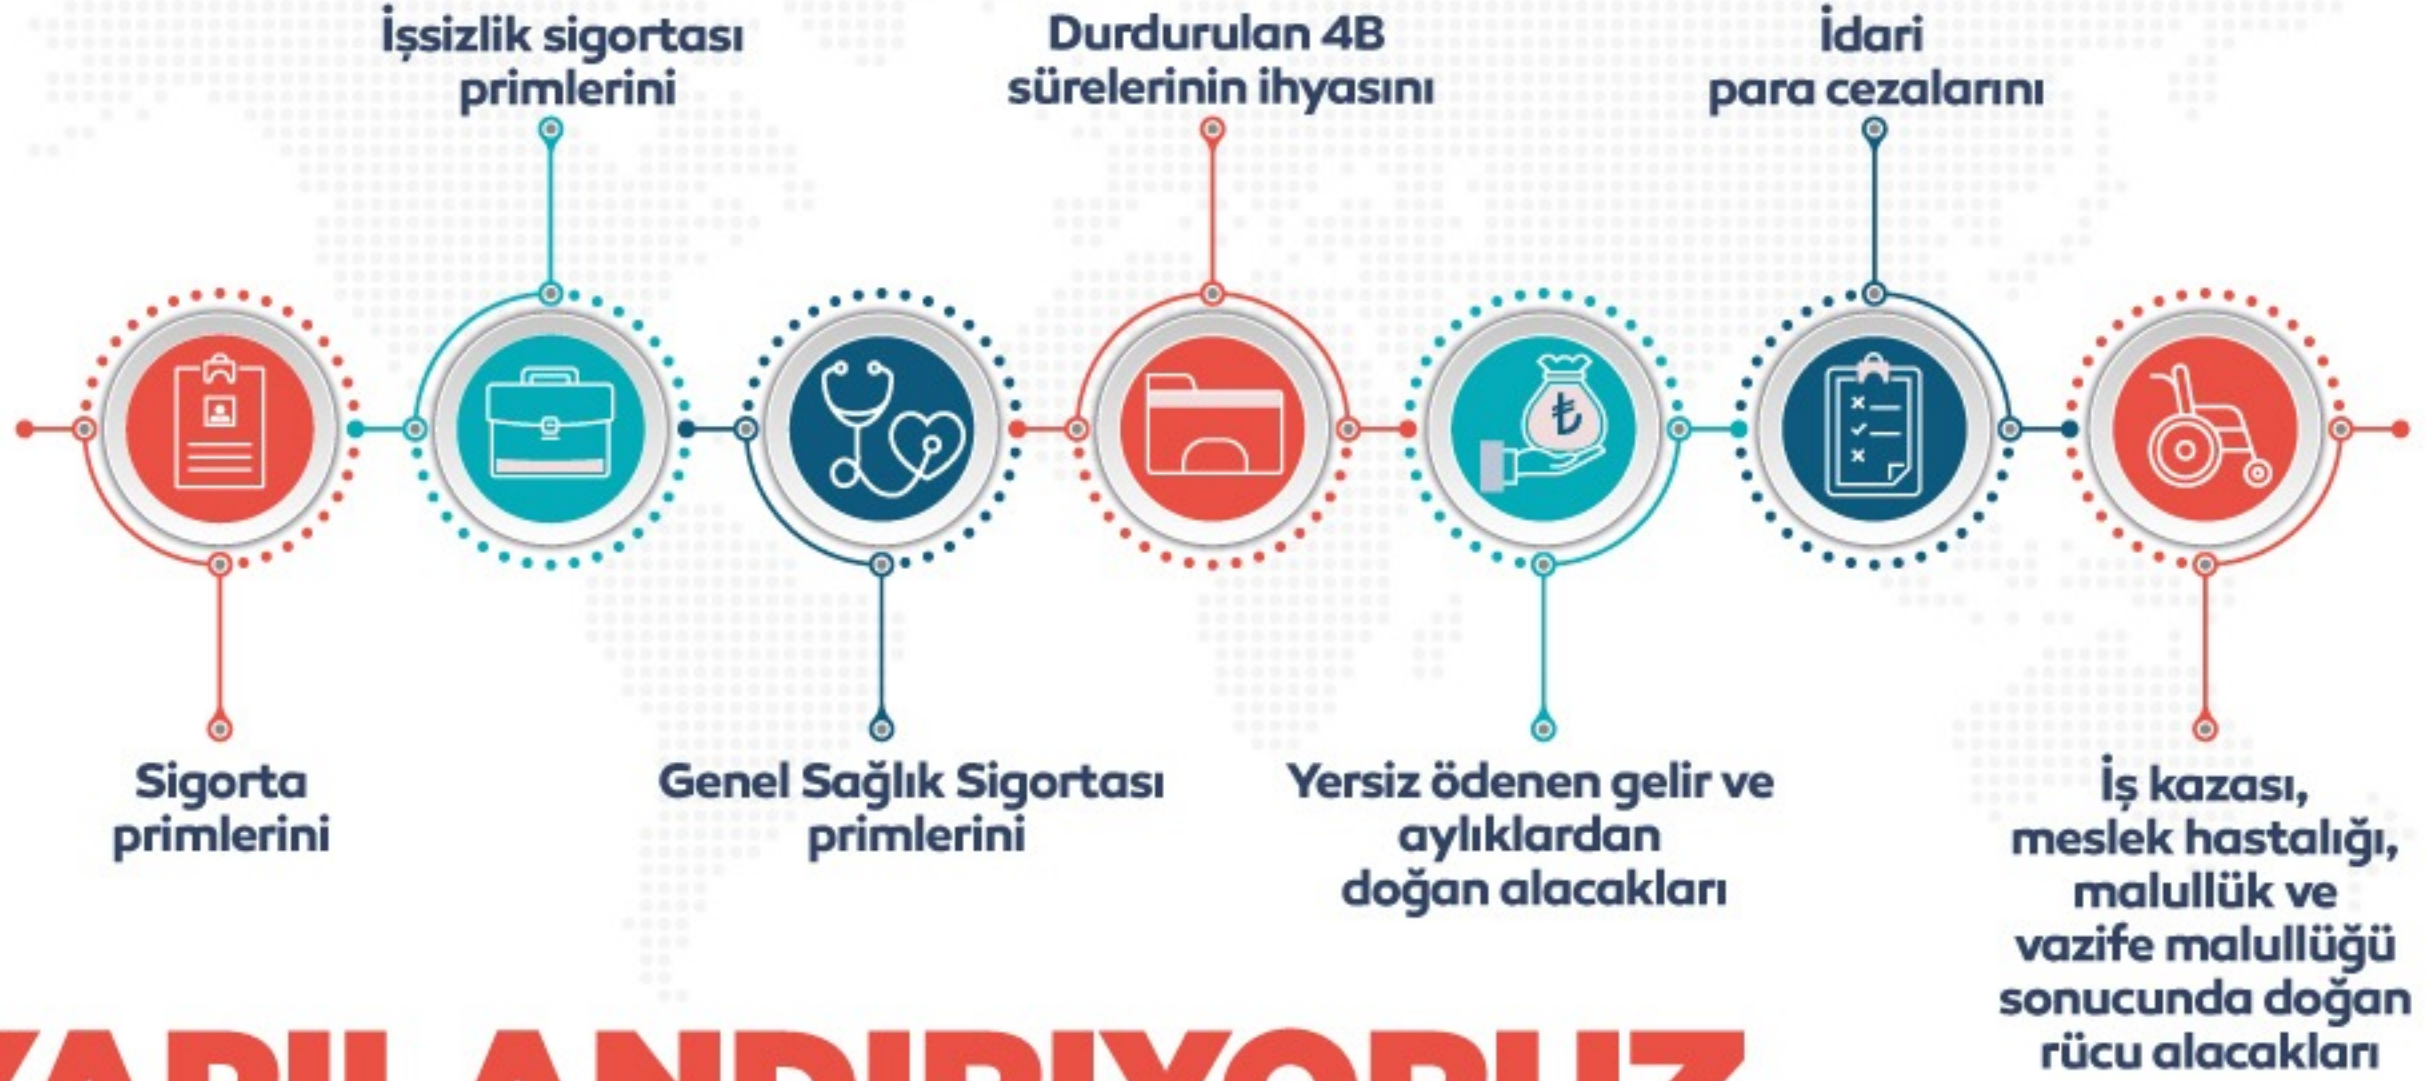 İşsizlik sigortası
primlerini
Durdurulan 4B
sürelerinin ihyasını
İdari
para cezalarını
Sigorta
primlerini
Genel Sağlık Sigortası
primlerini
Yersiz ödenen gelir ve
aylıklardan
doğan alacakları
İş kazası,
meslek hastalığı,
malullük ve
vazife malullüğü
sonucunda doğan
rücu alacakları
YAPILANDIRIYORUZ